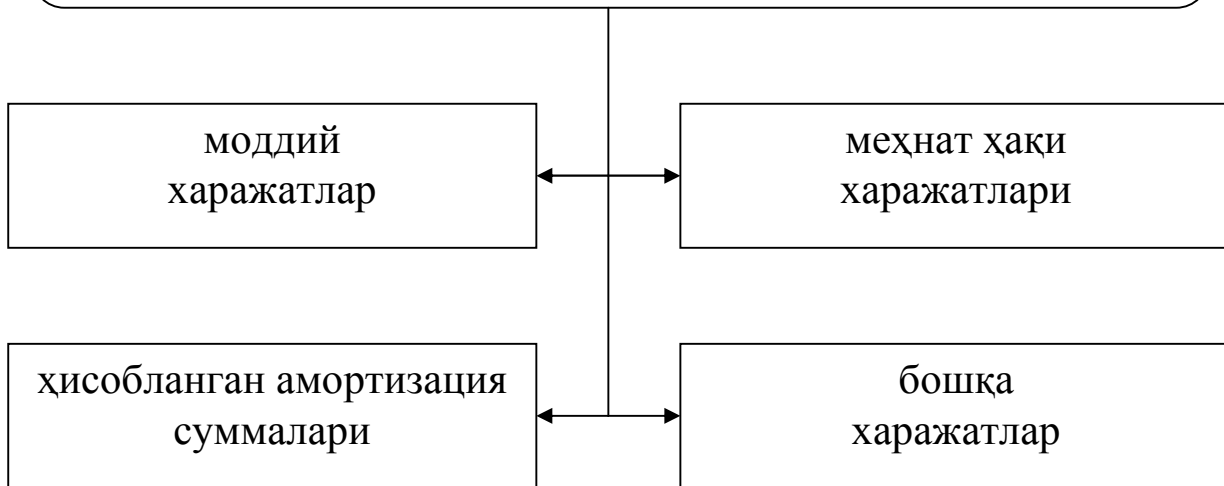 моддий
харажатлар
меҳнат ҳақи
харажатлари
ҳисобланган амортизация
суммалари
бошқа
харажатлар